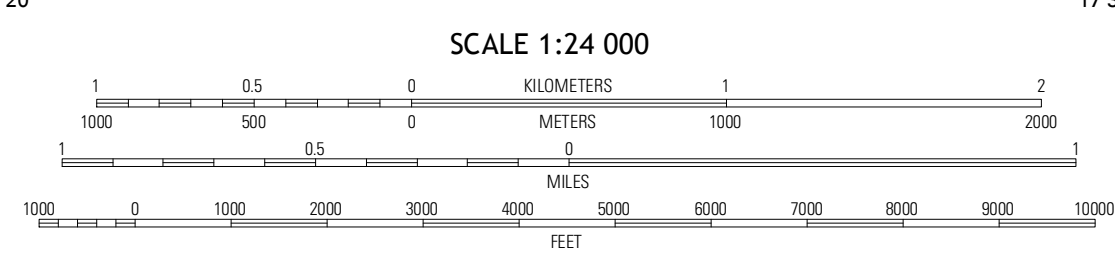 20
SCALE 1:24 000
1 0.5 0 KILOMETERS 1 2
1000 500 0 METERS 1000 2000
1 0.5 0 1
MILES
1000 0 1000 2000 3000 4000 5000 6000 7000 8000 9000 10000
FEET